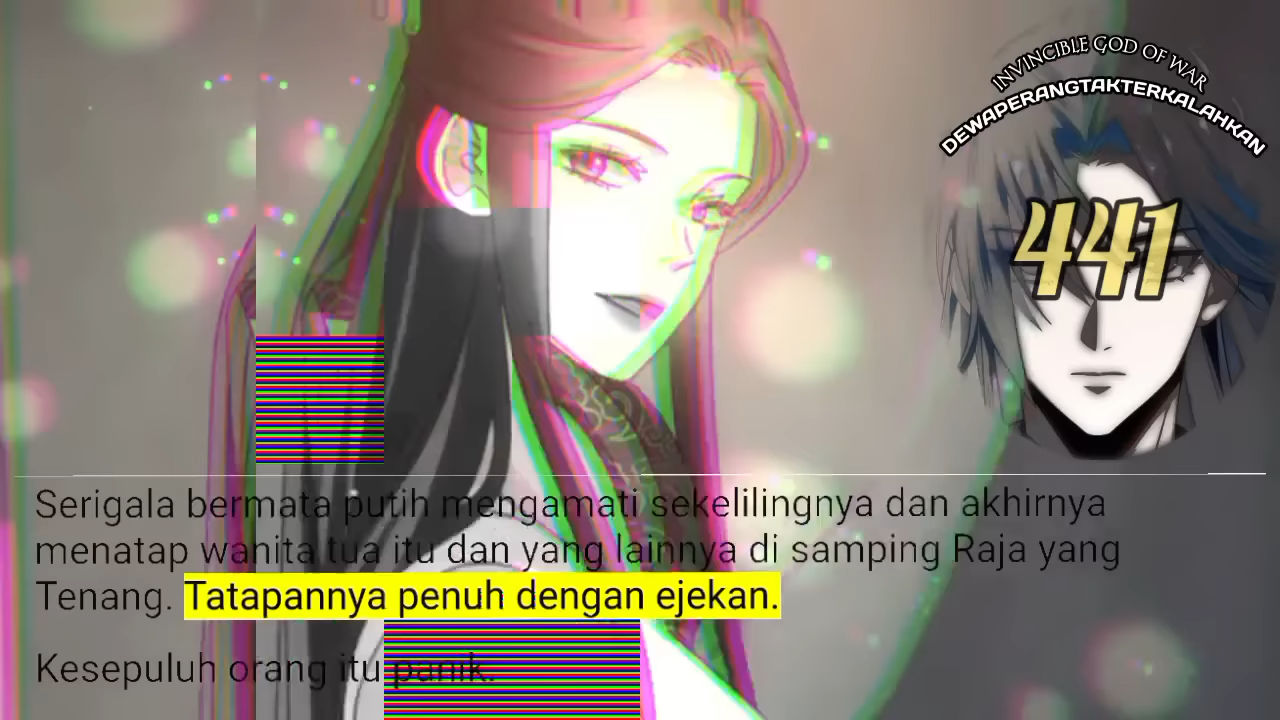 INVINCIBLE GOD OF WAR
DEWAPERANGTAKTERKALAHKAN
441
Serigala bermata putih mengamati sekelilingnya dan akhirnya
menatap wanita tua itu dan yang lainnya di samping Raja yang
Tenang. Tatapannya penuh dengan ejekan.
Kesepuluh orang itu panik.